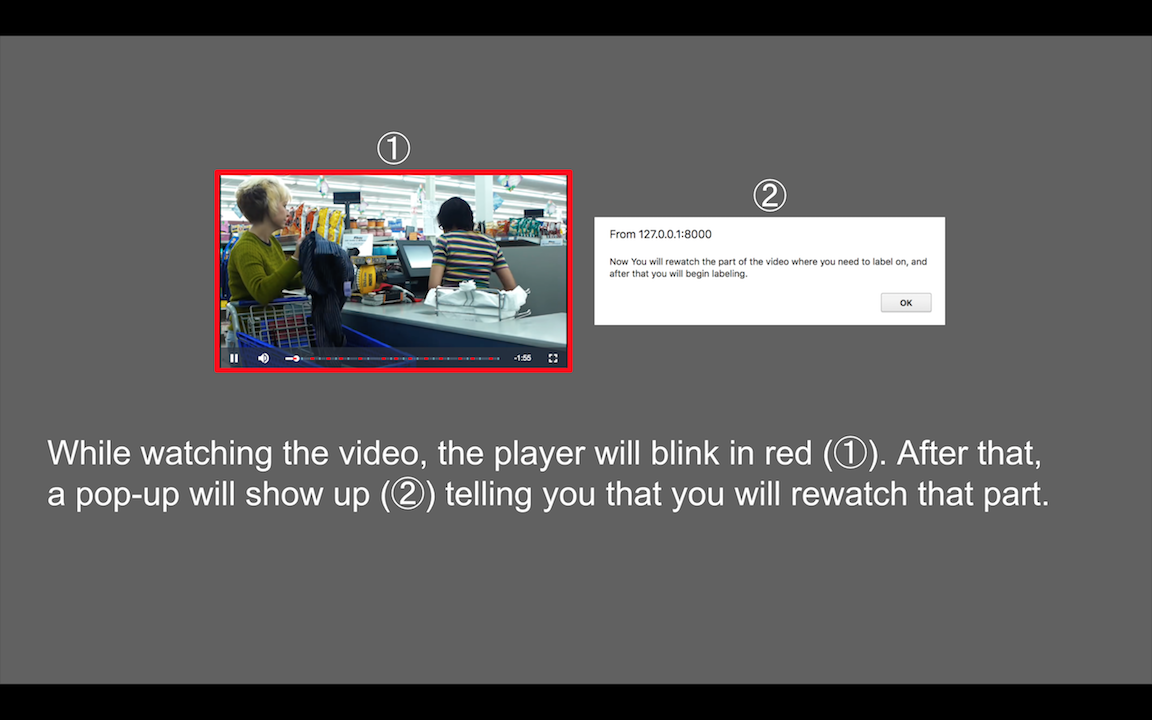 ①
②
From 127.0.0.1:8000
Now You will rewatch the part of the video where you need to label on, and
after that you will begin labeling.
OK
-1:55
While watching the video, the player will blink in red (①). After that,
a pop-up will show up (②) telling you that you will rewatch that part.